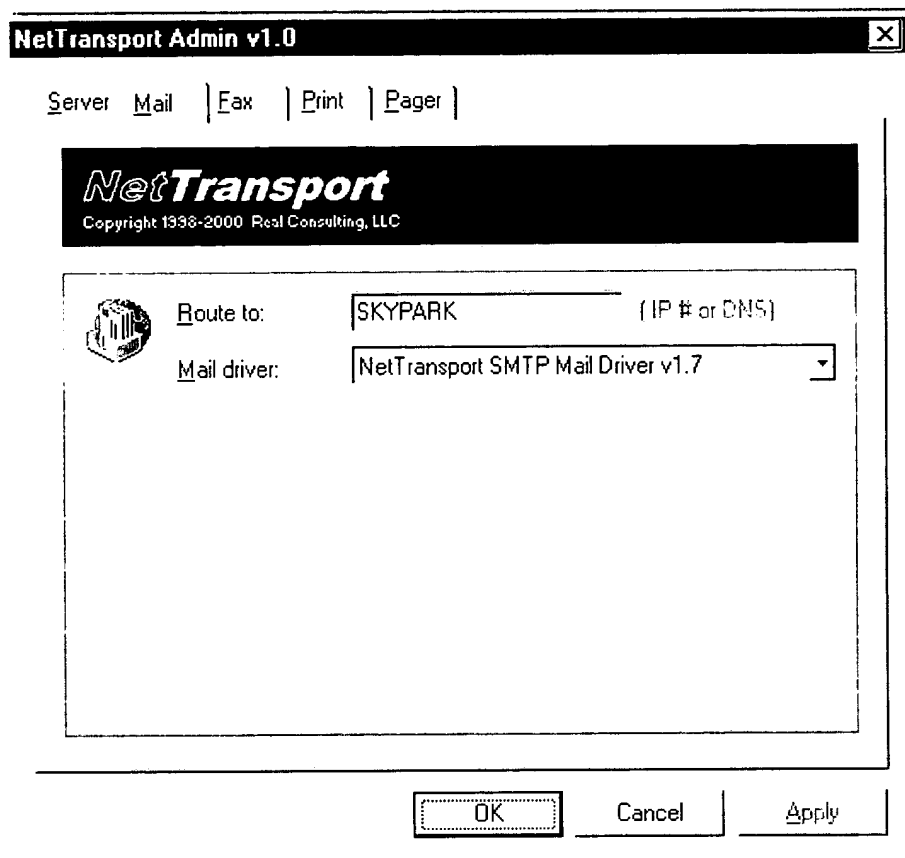 NetTransport Admin v1.0
Server Mail Fax Print Pager
NetTransport
Copyright 1998-2000 Real Consulting, LLC
Route to: SKYPARK (IP # or DNS)
Mail driver: NetTransport SMTP Mail Driver v1.7
OK Cancel Apply